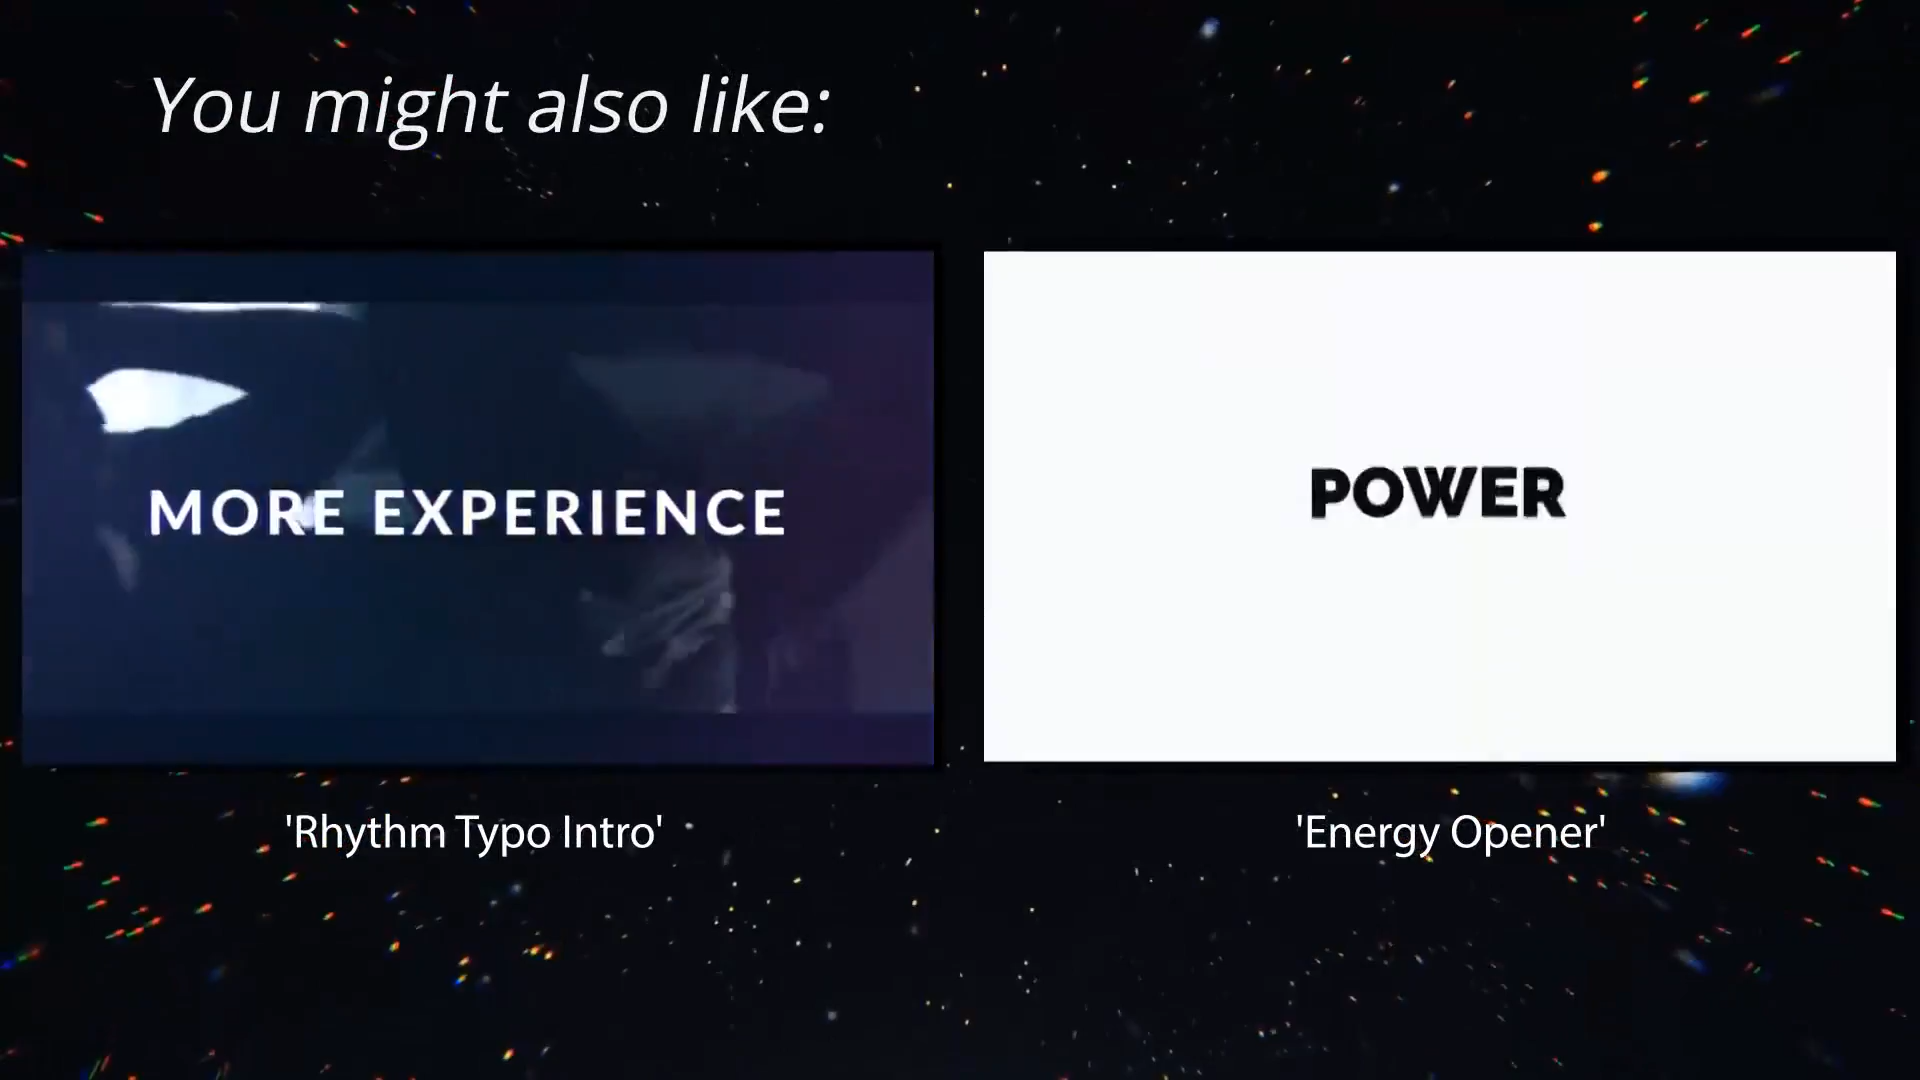 You might also like:
MORE EXPERIENCE
POWER
'Rhythm Typo Intro'
'Energy Opener'